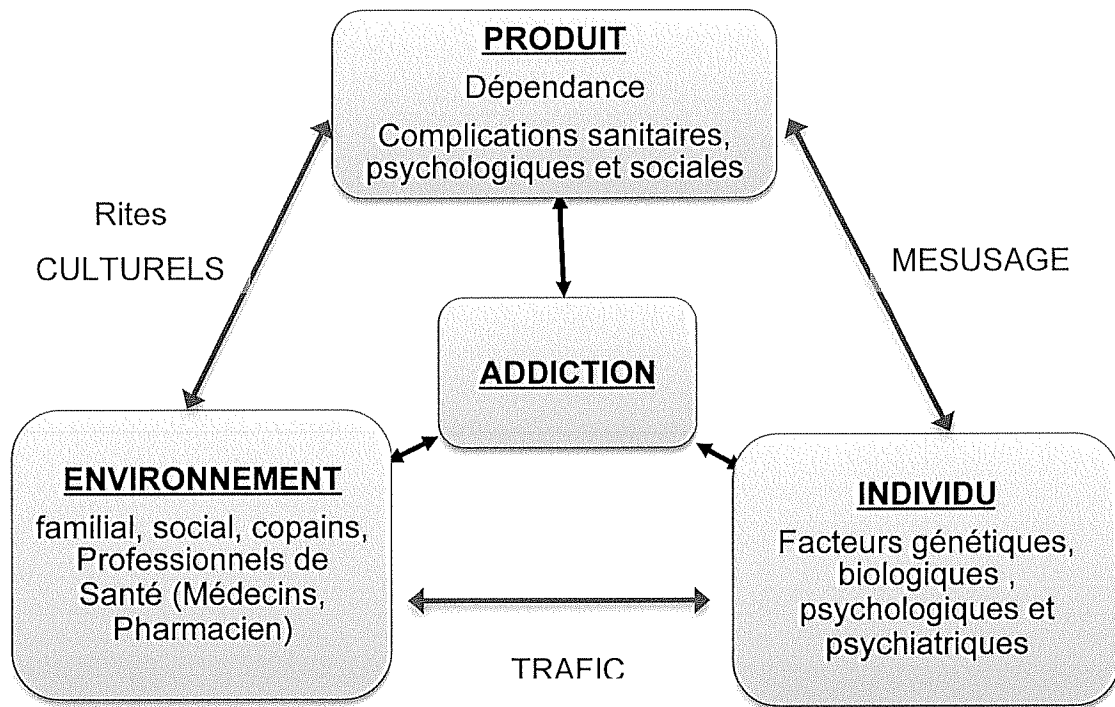 PRODUIT
Dépendance
Complications sanitaires,
psychologiques et sociales
Rites
CULTURELS
MESUSAGE
ADDICTION
ENVIRONNEMENT
familial, social, copains,
Professionnels de
Santé (Médecins,
Pharmacien)
INDIVIDU
Facteurs génétiques,
biologiques ,
psychologiques et
psychiatriques
TRAFIC